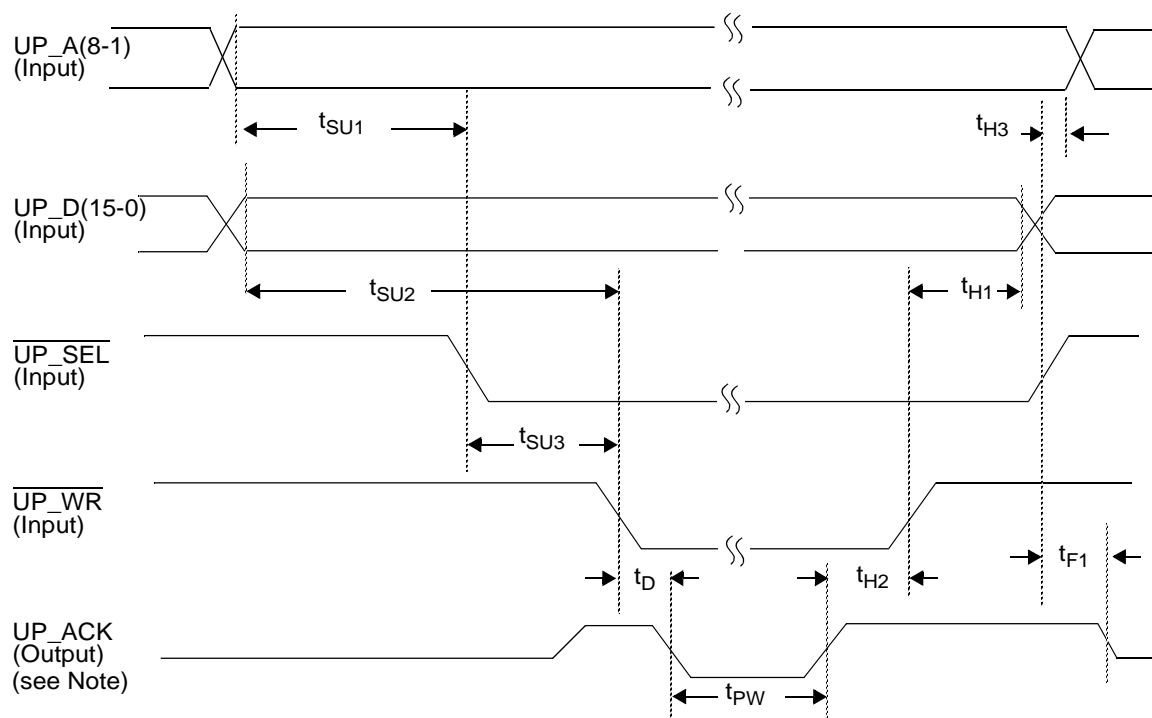 UP_A(8-1)
(Input)
tSU1
tH3
UP_D(15-0)
(Input)
tSU2
tH1
UP_SEL
(Input)
tSU3
UP_WR
(Input)
tF1
tD
tH2
UP_ACK
(Output)
(see Note)
tPW